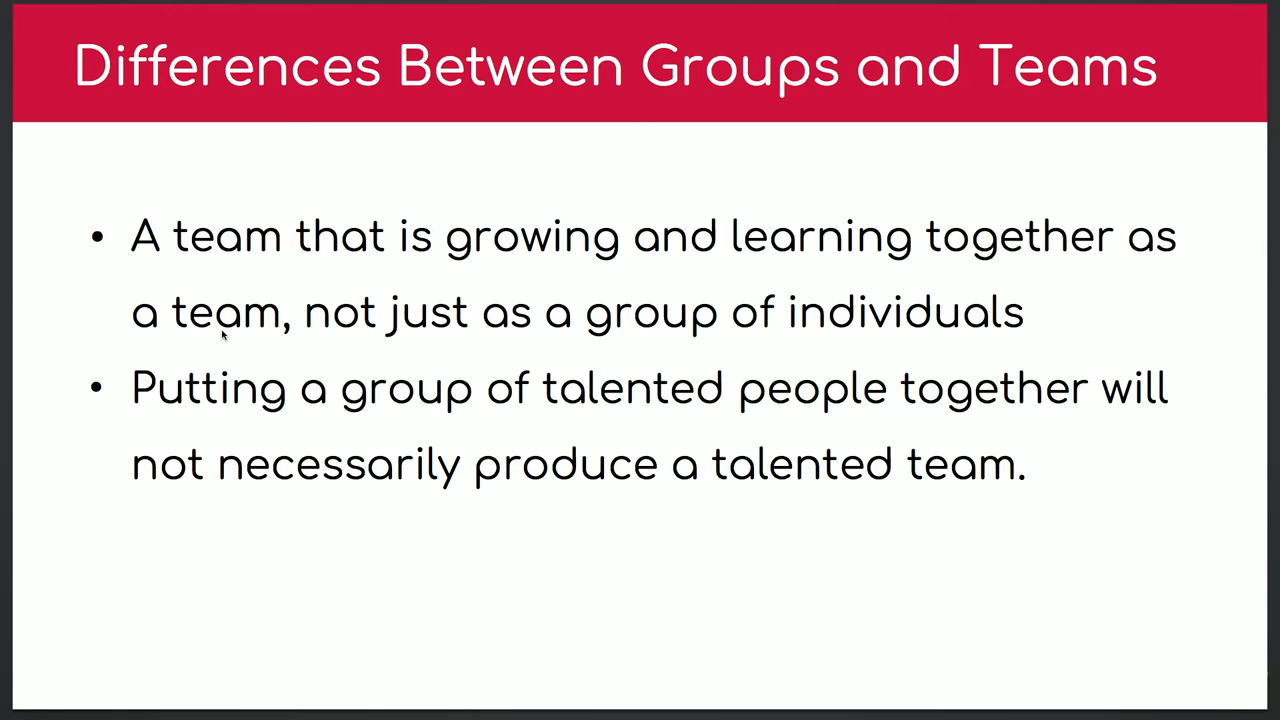 Differences Between Groups and Teams
• A team that is growing and learning together as
a team, not just as a group of individuals
• Putting a group of talented people together will
not necessarily produce a talented team.